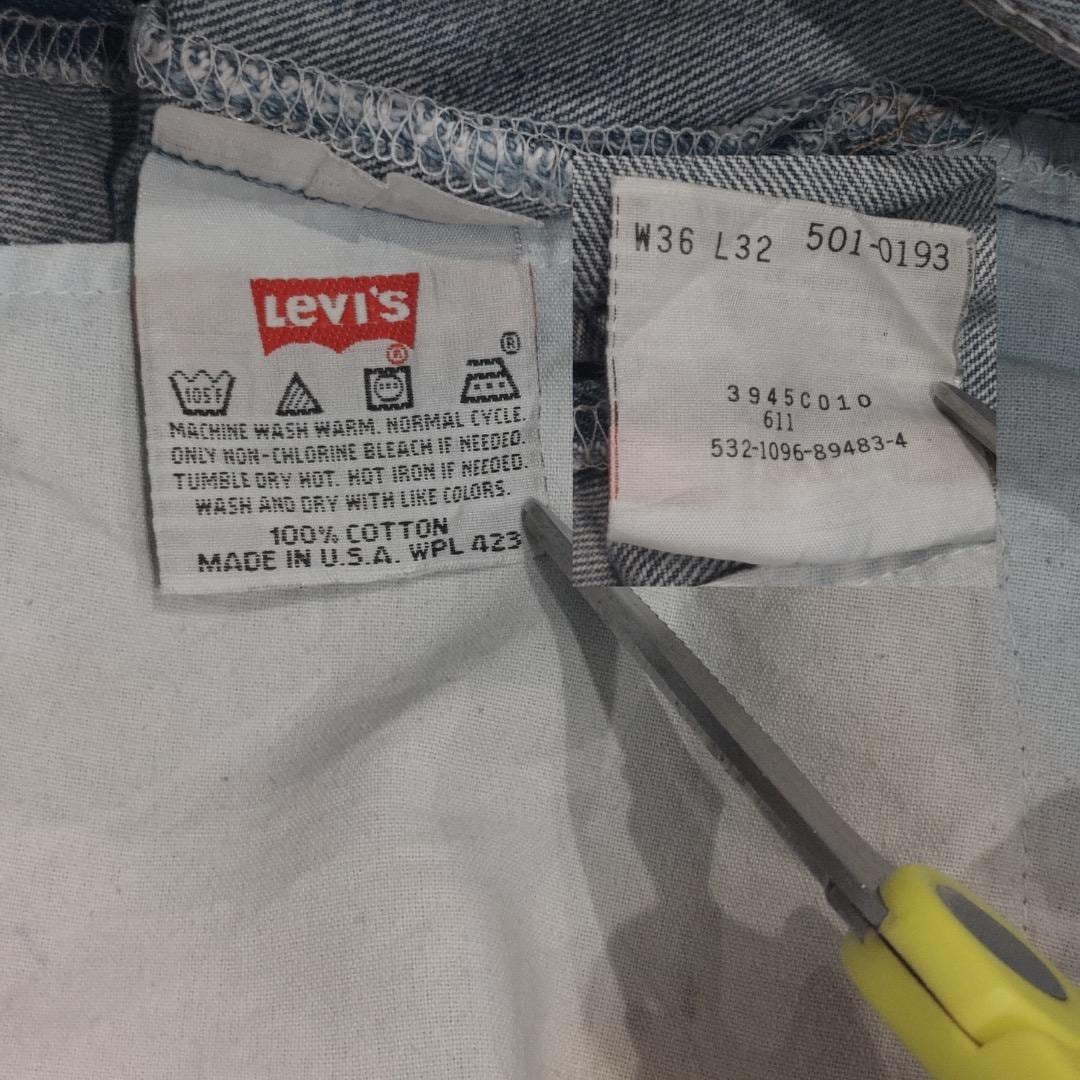 Levi's
®
®
105°F
MACHINE WASH WARM. NORMAL CYCLE.
ONLY NON-CHLORINE BLEACH IF NEEDED.
TUMBLE DRY HOT. HOT IRON IF NEEDED.
WASH AND DRY WITH LIKE COLORS.
100% COTTON
MADE IN U.S.A. WPL 423
W36 L32 501-0193
3945C010
611
532-1096-89483-4